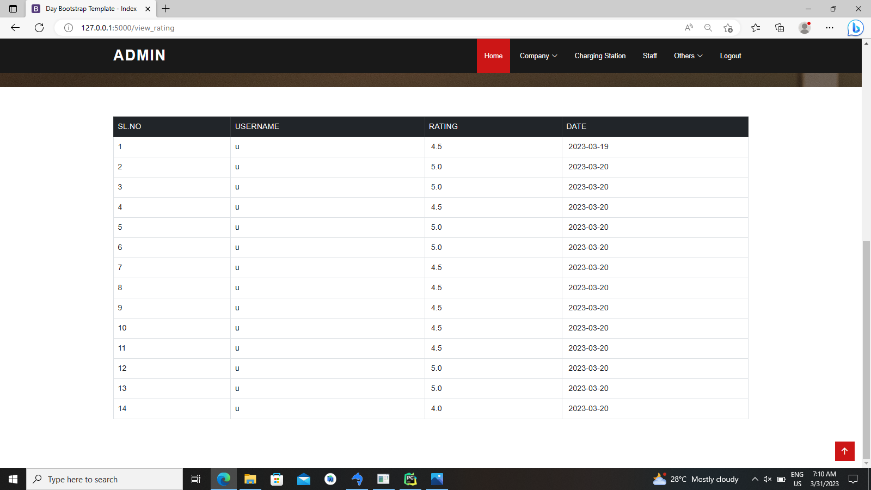 Day Bootstrap Template - Index
127.0.0.1:5000/view_rating
ADMIN
Home Company Charging Station Staff Others Logout
SL.NO USERNAME RATING DATE
1 u 4.5 2023-03-19
2 u 5.0 2023-03-20
3 u 5.0 2023-03-20
4 u 4.5 2023-03-20
5 u 5.0 2023-03-20
6 u 5.0 2023-03-20
7 u 4.5 2023-03-20
8 u 4.5 2023-03-20
9 u 4.5 2023-03-20
10 u 4.5 2023-03-20
11 u 4.5 2023-03-20
12 u 5.0 2023-03-20
13 u 5.0 2023-03-20
14 u 4.0 2023-03-20
Type here to search
28°C Mostly cloudy
ENG
US
7:10 AM
3/31/2023